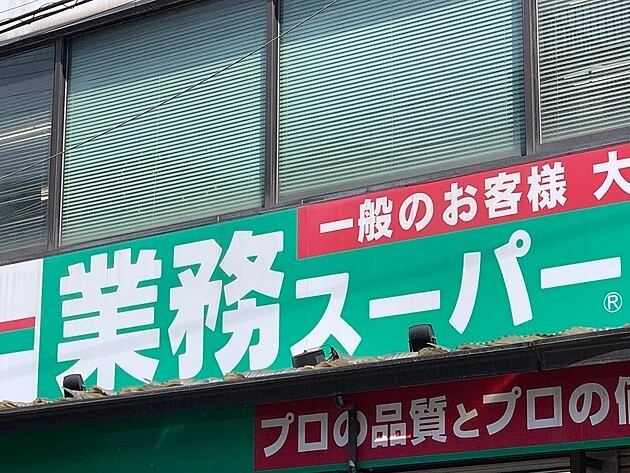 一般のお客様 大
業務スーパー®
プロの品質とプロの価